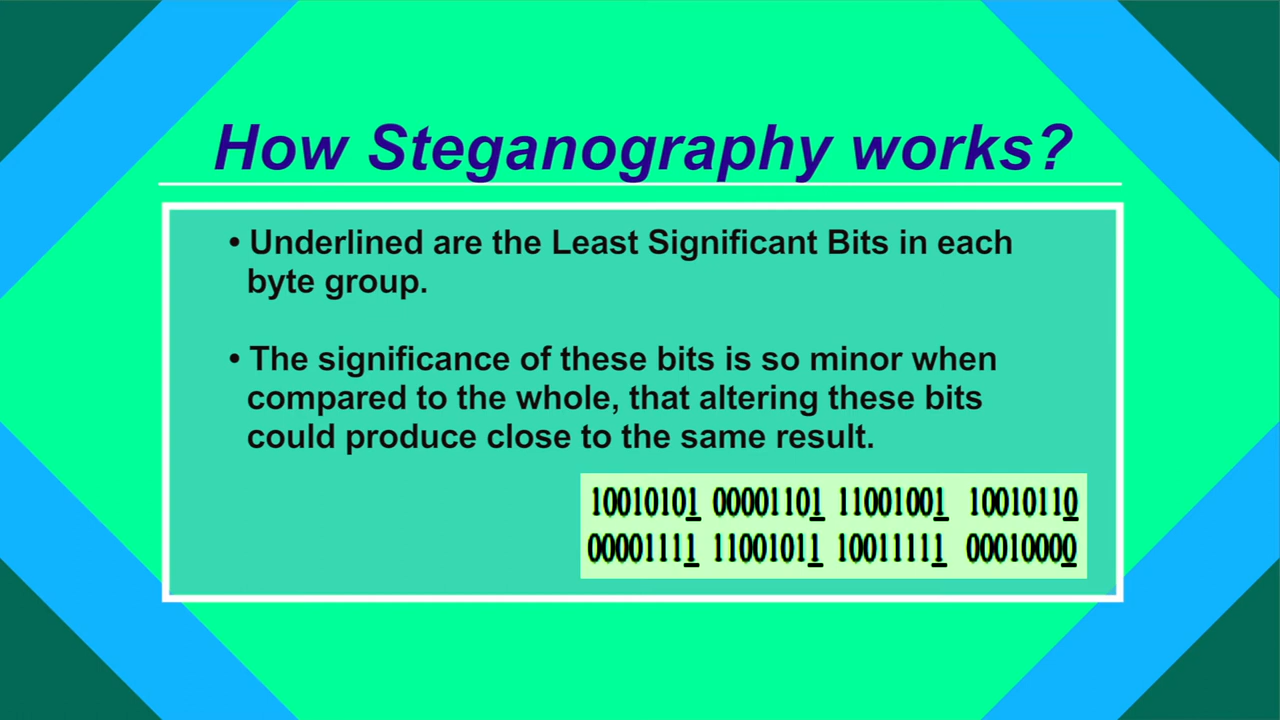 How Steganography works?
• Underlined are the Least Significant Bits in each
byte group.
• The significance of these bits is so minor when
compared to the whole, that altering these bits
could produce close to the same result.
10010101 00001101 11001001 10010110
00001111 11001011 10011111 00010000